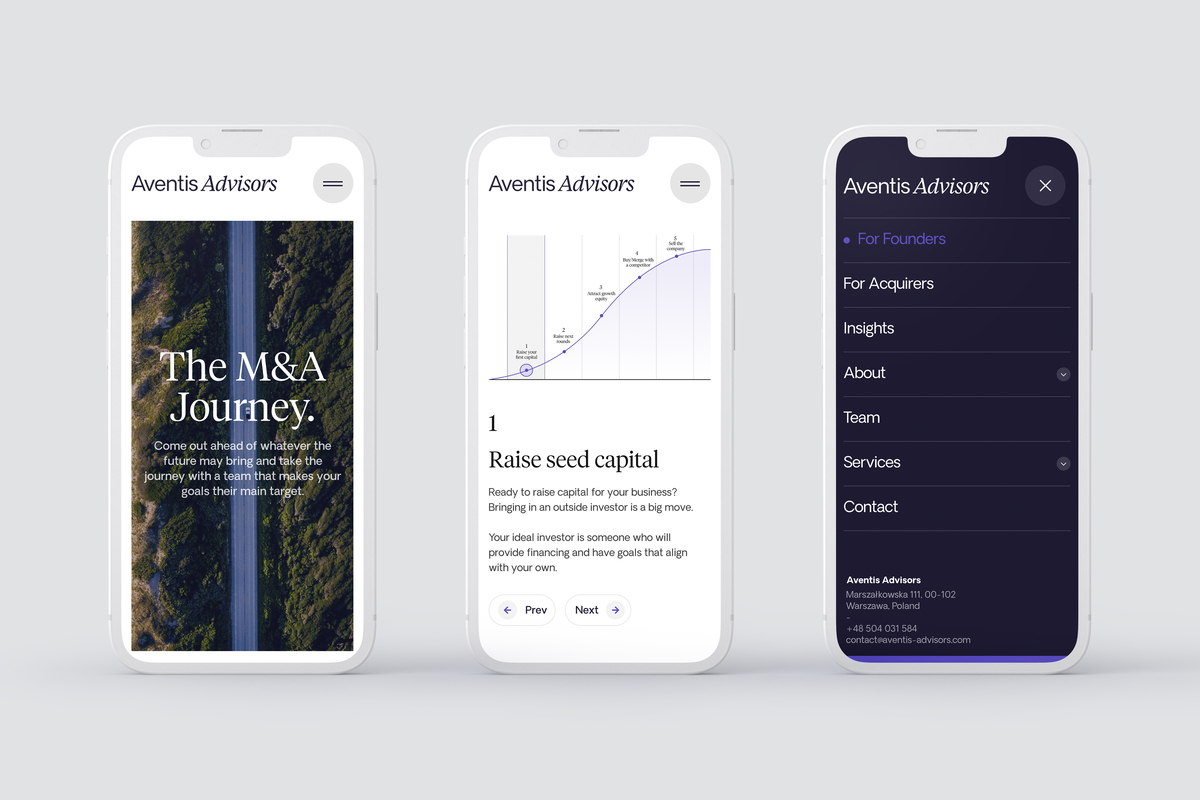 Aventis Advisors
The M&A
Journey.
Come out ahead of whatever the
future may bring and take the
journey with a team that makes your
goals their main target.
Aventis Advisors
5
Sell the
company
4
Buy/Merge with
a competitor
3
Attract growth
equity
2
Raise next
rounds
1
Raise your
first capital
1
Raise seed capital
Ready to raise capital for your business?
Bringing in an outside investor is a big move.
Your ideal investor is someone who will
provide financing and have goals that align
with your own.
Prev
Next
Aventis Advisors
For Founders
For Acquirers
Insights
About
Team
Services
Contact
Aventis Advisors
Marszałkowska 111, 00-102
Warszawa, Poland
-
+48 504 031 584
contact@aventis-advisors.com